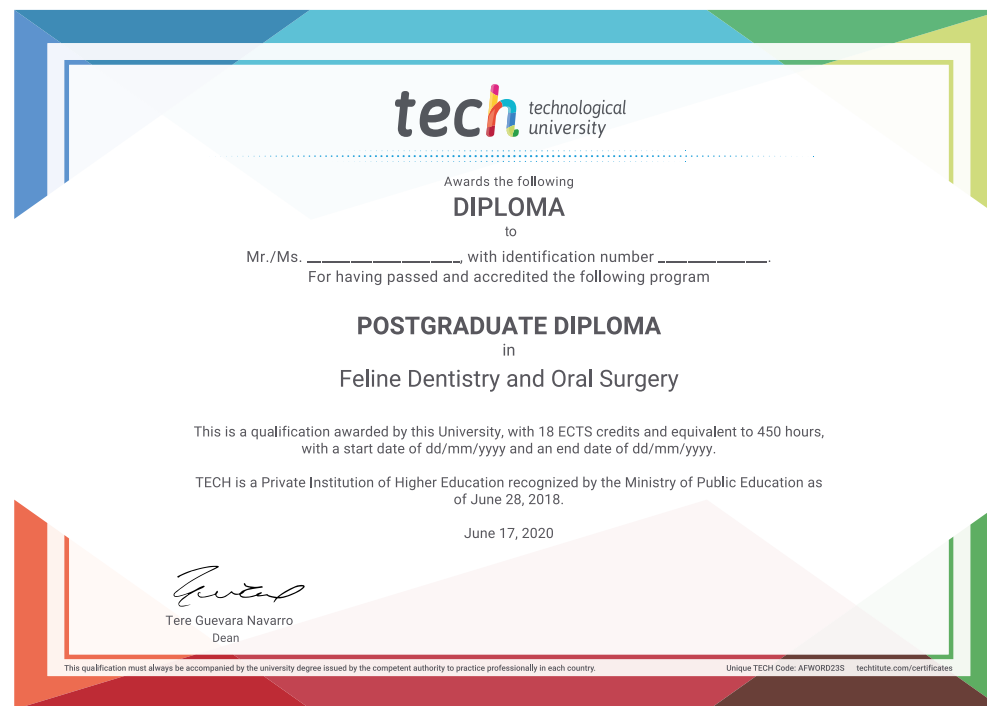 tech technological
university
Awards the following
DIPLOMA
to
Mr./Ms. ____________________, with identification number ______________.
For having passed and accredited the following program
POSTGRADUATE DIPLOMA
in
Feline Dentistry and Oral Surgery
This is a qualification awarded by this University, with 18 ECTS credits and equivalent to 450 hours,
with a start date of dd/mm/yyyy and an end date of dd/mm/yyyy.
TECH is a Private Institution of Higher Education recognized by the Ministry of Public Education as
of June 28, 2018.
June 17, 2020
Tere Guevara Navarro
Dean
This qualification must always be accompanied by the university degree issued by the competent authority to practice professionally in each country.
Unique TECH Code: AFWORD23S techtitute.com/certificates